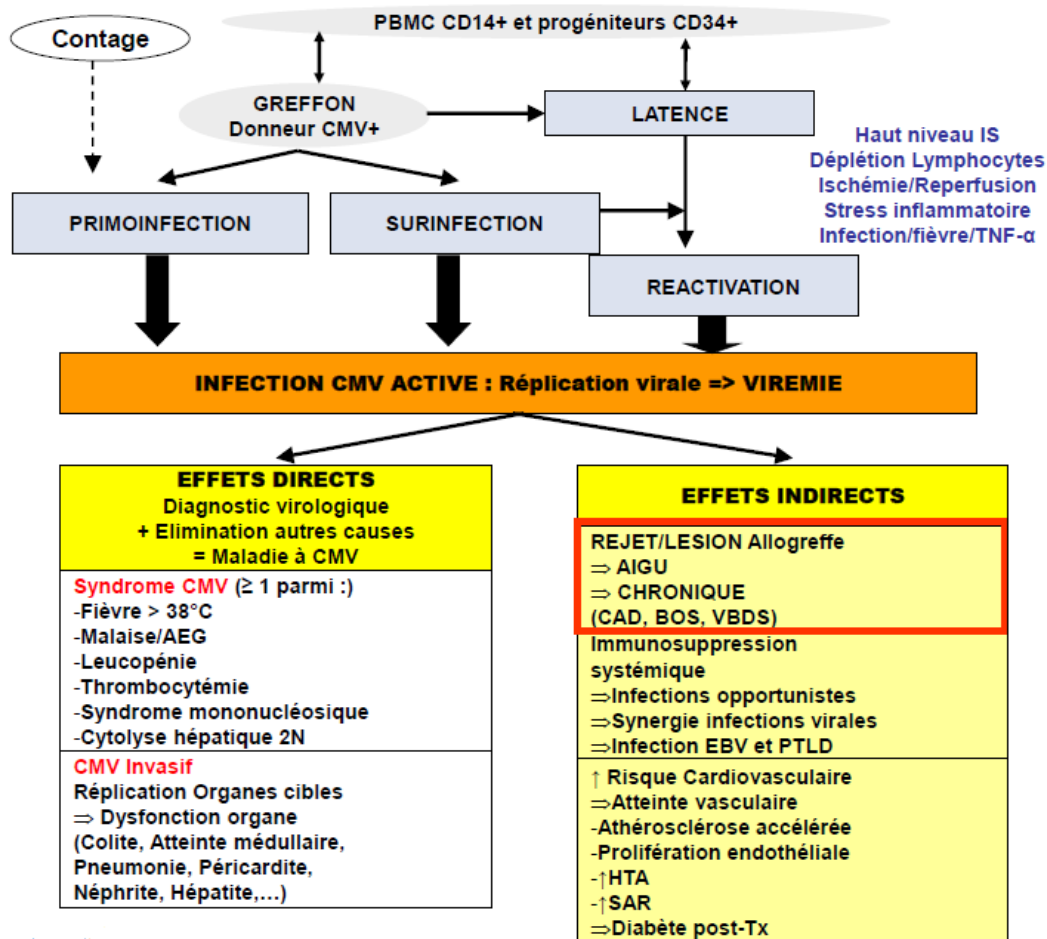 PBMC CD14+ et progéniteurs CD34+
Contage
GREFFON
Donneur CMV+
LATENCE
Haut niveau IS
Déplétion Lymphocytes
Ischémie/Reperfusion
Stress inflammatoire
Infection/fièvre/TNF-α
PRIMOINFECTION
SURINFECTION
REACTIVATION
INFECTION CMV ACTIVE : Réplication virale => VIREMIE
EFFETS DIRECTS
Diagnostic virologique
+ Elimination autres causes
= Maladie à CMV
Syndrome CMV (≥ 1 parmi :)
-Fièvre > 38°C
-Malaise/AEG
-Leucopénie
-Thrombocytémie
-Syndrome mononucléosique
-Cytolyse hépatique 2N
CMV Invasif
Réplication Organes cibles
⇒ Dysfonction organe
(Colite, Atteinte médullaire,
Pneumonie, Péricardite,
Néphrite, Hépatite,...)
EFFETS INDIRECTS
REJET/LESION Allogreffe
⇒ AIGU
⇒ CHRONIQUE
(CAD, BOS, VBDS)
Immunosuppression
systémique
⇒Infections opportunistes
⇒Synergie infections virales
⇒Infection EBV et PTLD
↑ Risque Cardiovasculaire
⇒Atteinte vasculaire
-Athérosclérose accélérée
-Prolifération endothéliale
-↑HTA
-↑SAR
⇒Diabète post-Tx